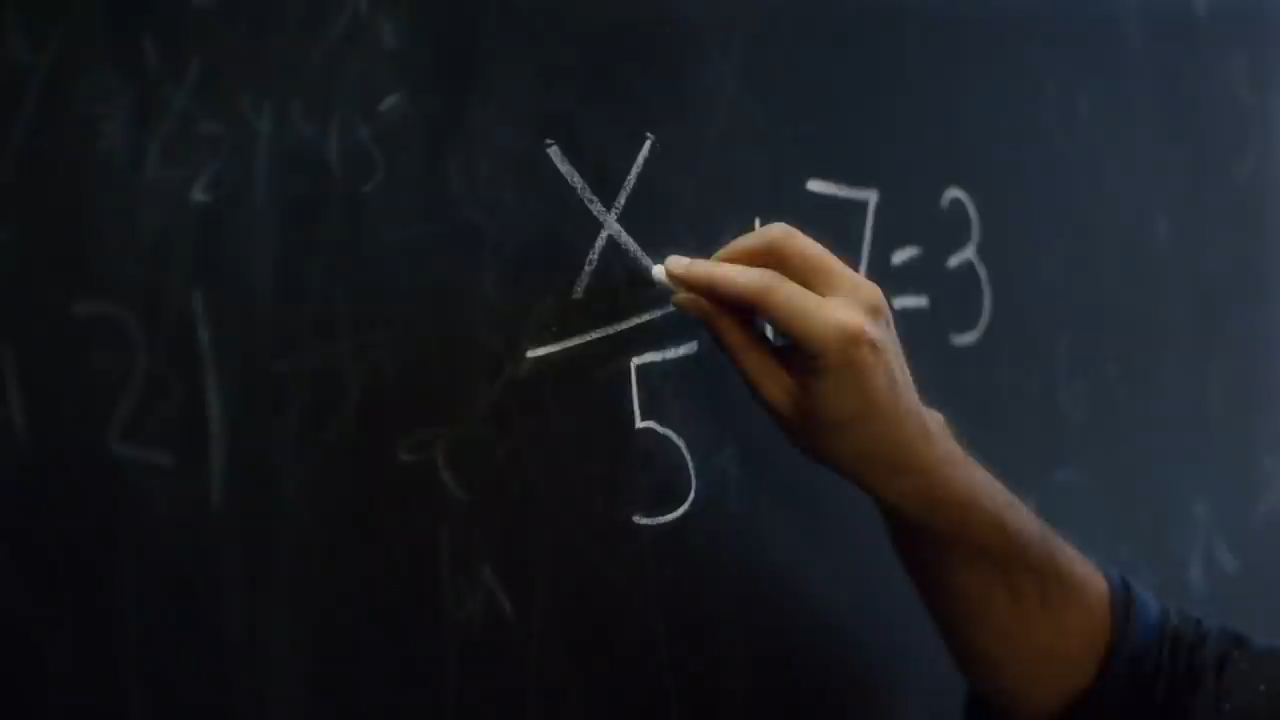 x/5 + 7 = 3